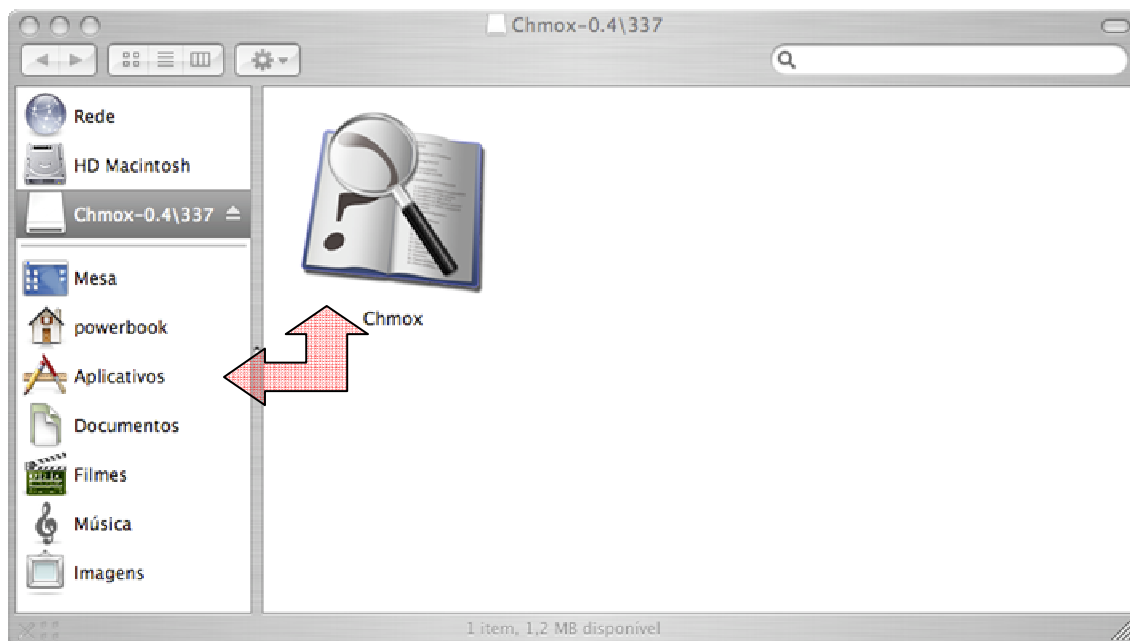 Chmox-0.4\337
Rede
HD Macintosh
Chmox-0.4\337
Mesa
powerbook
Aplicativos
Documentos
Filmes
Música
Imagens
Chmox
1 item, 1,2 MB disponível